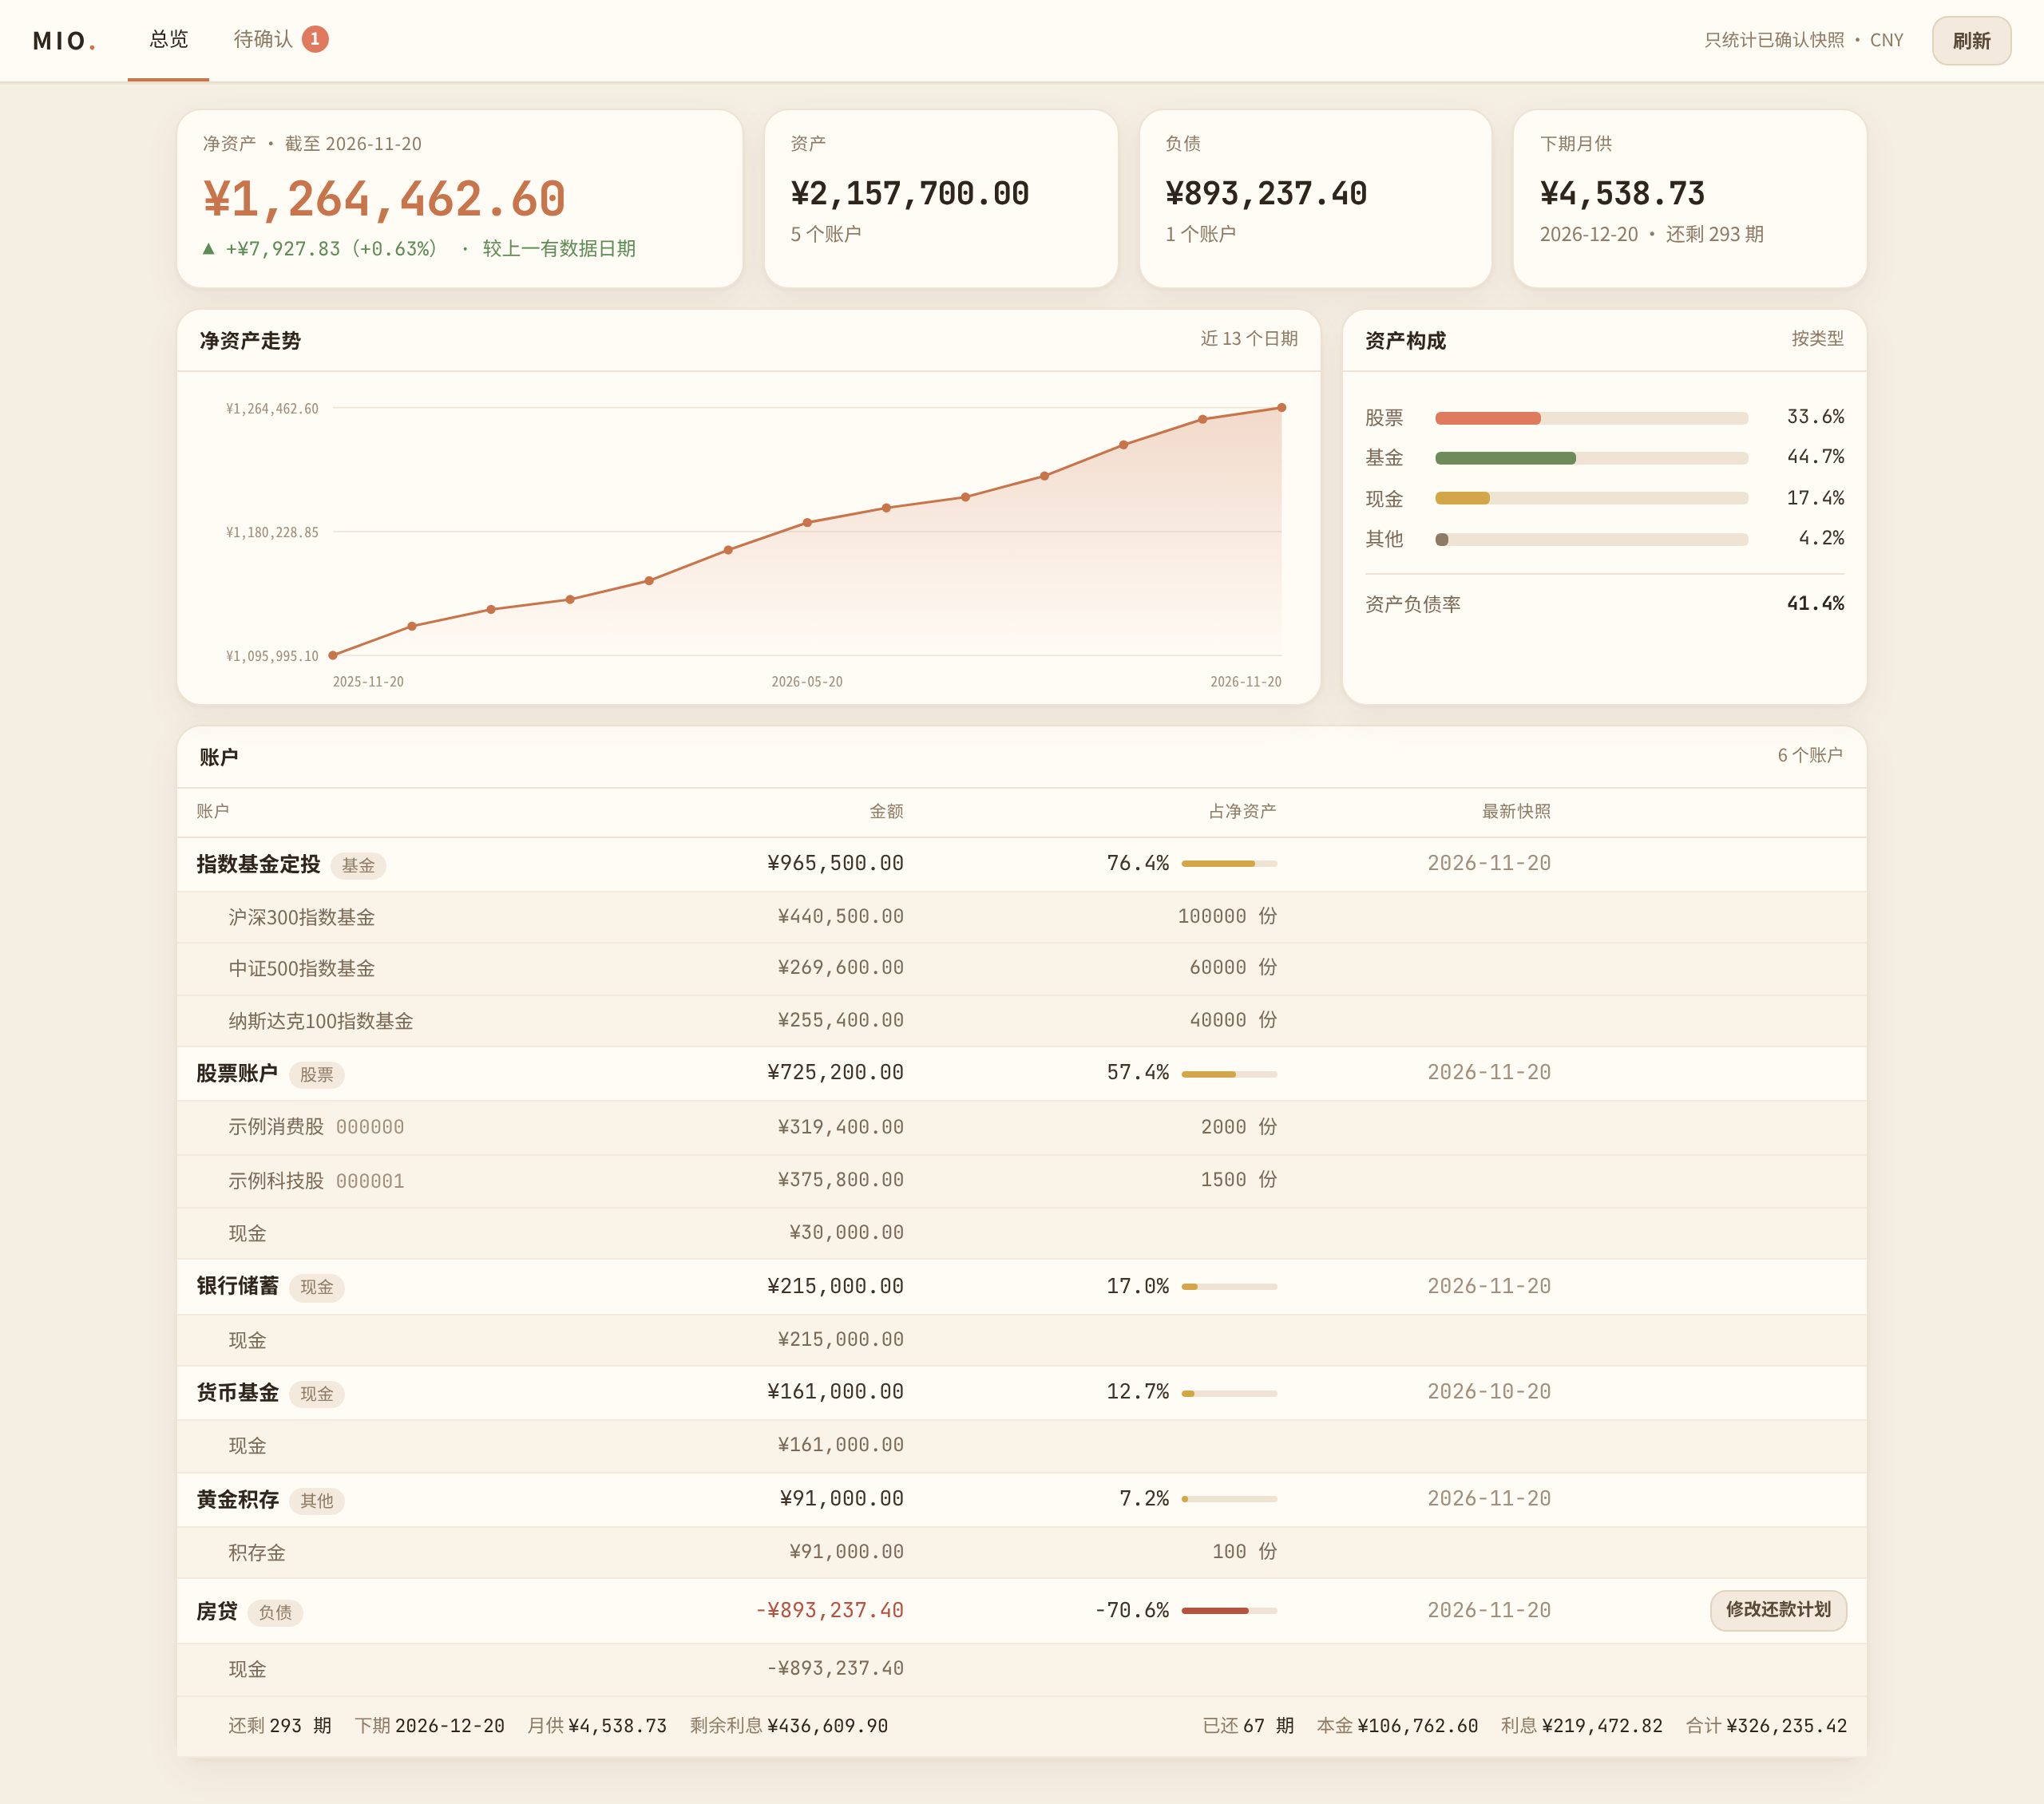 MIO. 总览 待确认 1 只统计已确认快照 · CNY 刷新
净资产 · 截至 2026-11-20
¥1,264,462.60
▲ +¥7,927.83 (+0.63%) · 较上一有数据日期
资产
¥2,157,700.00
5 个账户
负债
¥893,237.40
1 个账户
下期月供
¥4,538.73
2026-12-20 · 还剩 293 期
净资产走势 近 13 个日期
¥1,264,462.60
¥1,180,228.85
¥1,095,995.10
2025-11-20 2026-05-20 2026-11-20
资产构成 按类型
股票 33.6%
基金 44.7%
现金 17.4%
其他 4.2%
资产负债率 41.4%
账户 6 个账户
账户 金额 占净资产 最新快照
指数基金定投 基金 ¥965,500.00 76.4% 2026-11-20
沪深300指数基金 ¥440,500.00 100000 份
中证500指数基金 ¥269,600.00 60000 份
纳斯达克100指数基金 ¥255,400.00 40000 份
股票账户 股票 ¥725,200.00 57.4% 2026-11-20
示例消费股 000000 ¥319,400.00 2000 份
示例科技股 000001 ¥375,800.00 1500 份
现金 ¥30,000.00
银行储蓄 现金 ¥215,000.00 17.0% 2026-11-20
现金 ¥215,000.00
货币基金 现金 ¥161,000.00 12.7% 2026-10-20
现金 ¥161,000.00
黄金积存 其他 ¥91,000.00 7.2% 2026-11-20
积存金 ¥91,000.00 100 份
房贷 负债 -¥893,237.40 -70.6% 2026-11-20 修改还款计划
现金 -¥893,237.40
还剩 293 期 下期 2026-12-20 月供 ¥4,538.73 剩余利息 ¥436,609.90 已还 67 期 本金 ¥106,762.60 利息 ¥219,472.82 合计 ¥326,235.42